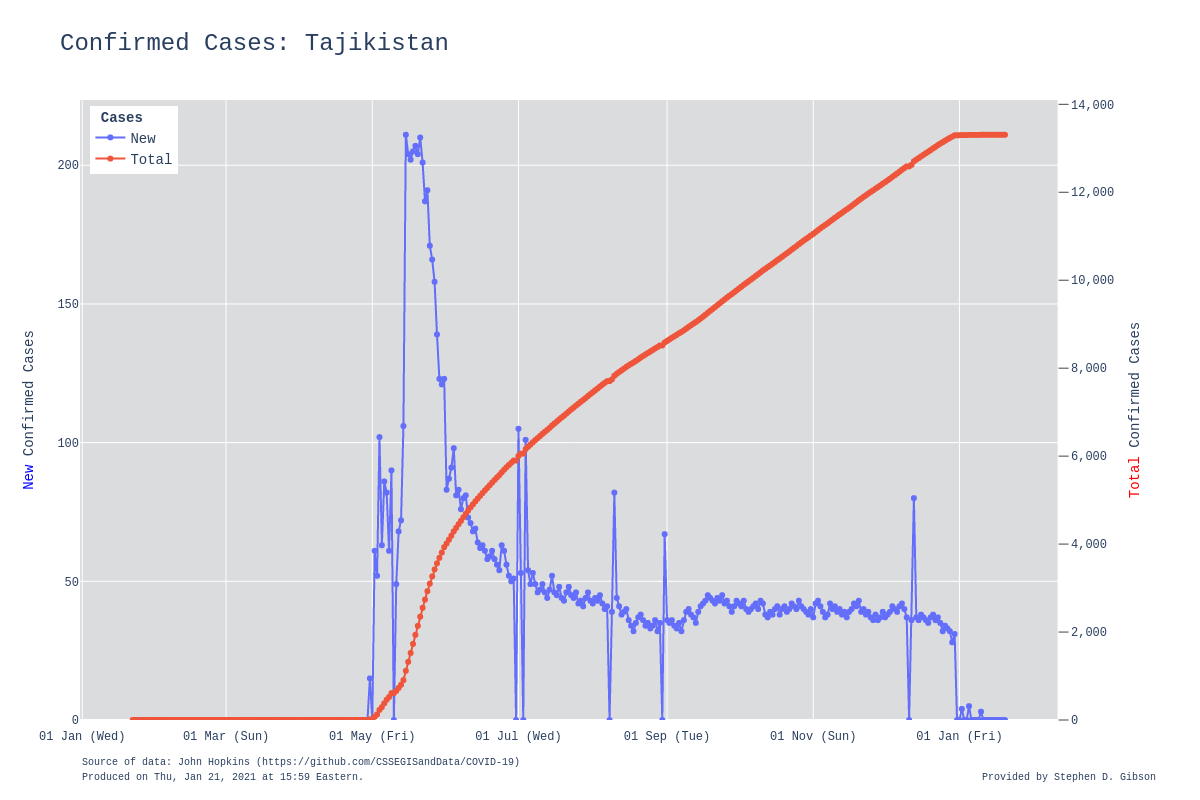 Confirmed Cases: Tajikistan
Cases
New
Total
200
150
100
50
0
New Confirmed Cases
14,000
12,000
10,000
8,000
6,000
4,000
2,000
0
Total Confirmed Cases
01 Jan (Wed) 01 Mar (Sun) 01 May (Fri) 01 Jul (Wed) 01 Sep (Tue) 01 Nov (Sun) 01 Jan (Fri)
Source of data: John Hopkins (https://github.com/CSSEGISandData/COVID-19)
Produced on Thu, Jan 21, 2021 at 15:59 Eastern.
Provided by Stephen D. Gibson